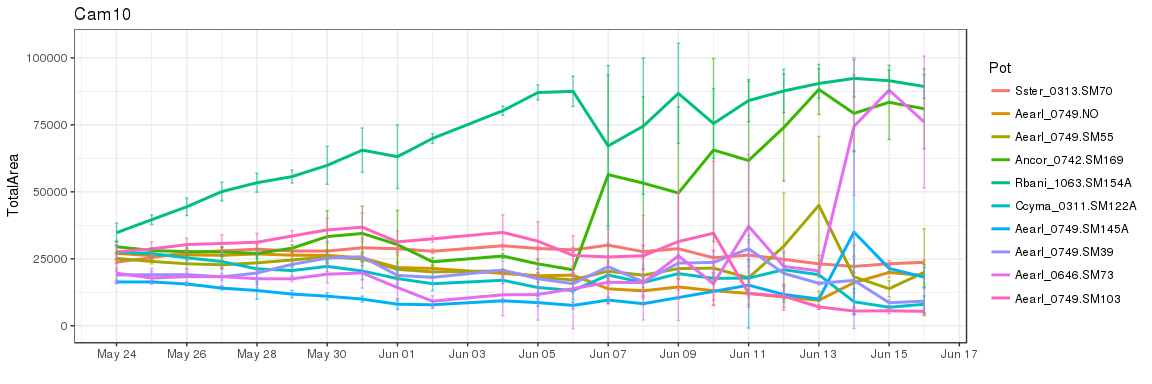 Cam10
TotalArea
100000
75000
50000
25000
0
May 24 May 26 May 28 May 30 Jun 01 Jun 03 Jun 05 Jun 07 Jun 09 Jun 11 Jun 13 Jun 15 Jun 17
Pot
Sster_0313.SM70
Aearl_0749.NO
Aearl_0749.SM55
Ancor_0742.SM169
Rbani_1063.SM154A
Ccyma_0311.SM122A
Aearl_0749.SM145A
Aearl_0749.SM39
Aearl_0646.SM73
Aearl_0749.SM103